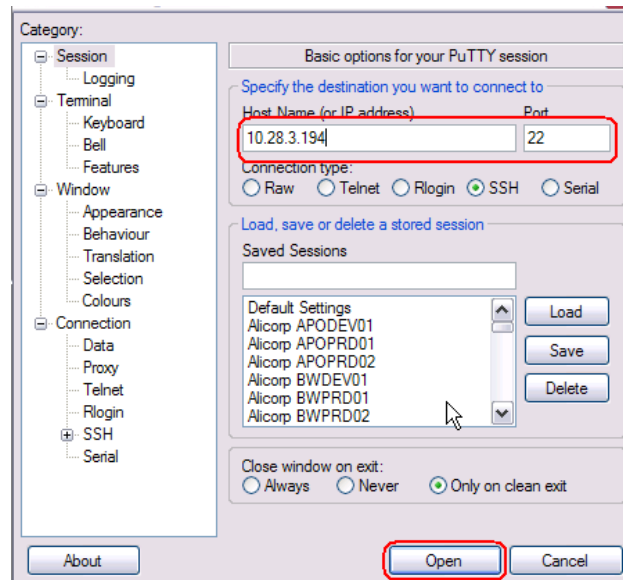 Category:
Session
Logging
Terminal
Keyboard
Bell
Features
Window
Appearance
Behaviour
Translation
Selection
Colours
Connection
Data
Proxy
Telnet
Rlogin
SSH
Serial
Basic options for your PuTTY session
Specify the destination you want to connect to
Host Name (or IP address) Port
10.28.3.194 22
Connection type:
Raw Telnet Rlogin SSH Serial
Load, save or delete a stored session
Saved Sessions
Default Settings
Alicorp APODEV01
Alicorp APOPRD01
Alicorp APOPRD02
Alicorp BWDEV01
Alicorp BWPRD01
Alicorp BWPRD02
Load
Save
Delete
Close window on exit:
Always Never Only on clean exit
About Open Cancel